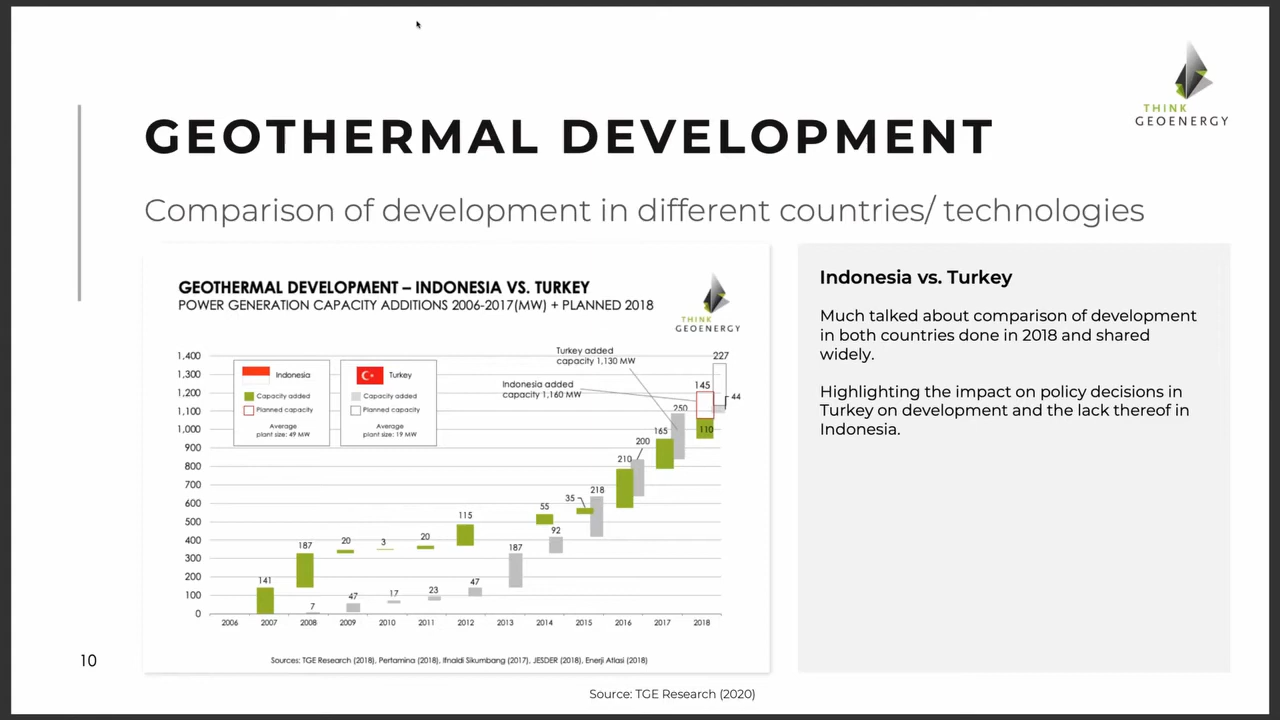 THINK
GEOENERGY
GEOTHERMAL DEVELOPMENT
Comparison of development in different countries/ technologies
GEOTHERMAL DEVELOPMENT – INDONESIA VS. TURKEY
POWER GENERATION CAPACITY ADDITIONS 2006-2017(MW) + PLANNED 2018
THINK
GEOENERGY
1,400
1,300
1,200
1,100
1,000
900
800
700
600
500
400
300
200
100
0
Indonesia
Capacity added
Planned capacity
Average
plant size: 49 MW
Turkey
Capacity added
Planned capacity
Average
plant size: 19 MW
Turkey added
capacity 1,130 MW
Indonesia added
capacity 1,160 MW
141
187
7
20
47
3
17
20
23
115
47
187
55
92
35
218
210
200
165
250
145
110
227
44
2006 2007 2008 2009 2010 2011 2012 2013 2014 2015 2016 2017 2018
Sources: TGE Research (2018), Pertamina (2018), Ifnaldi Sikumbang (2017), JESDER (2018), Enerji Atlasi (2018)
Indonesia vs. Turkey
Much talked about comparison of development
in both countries done in 2018 and shared
widely.
Highlighting the impact on policy decisions in
Turkey on development and the lack thereof in
Indonesia.
10
Source: TGE Research (2020)